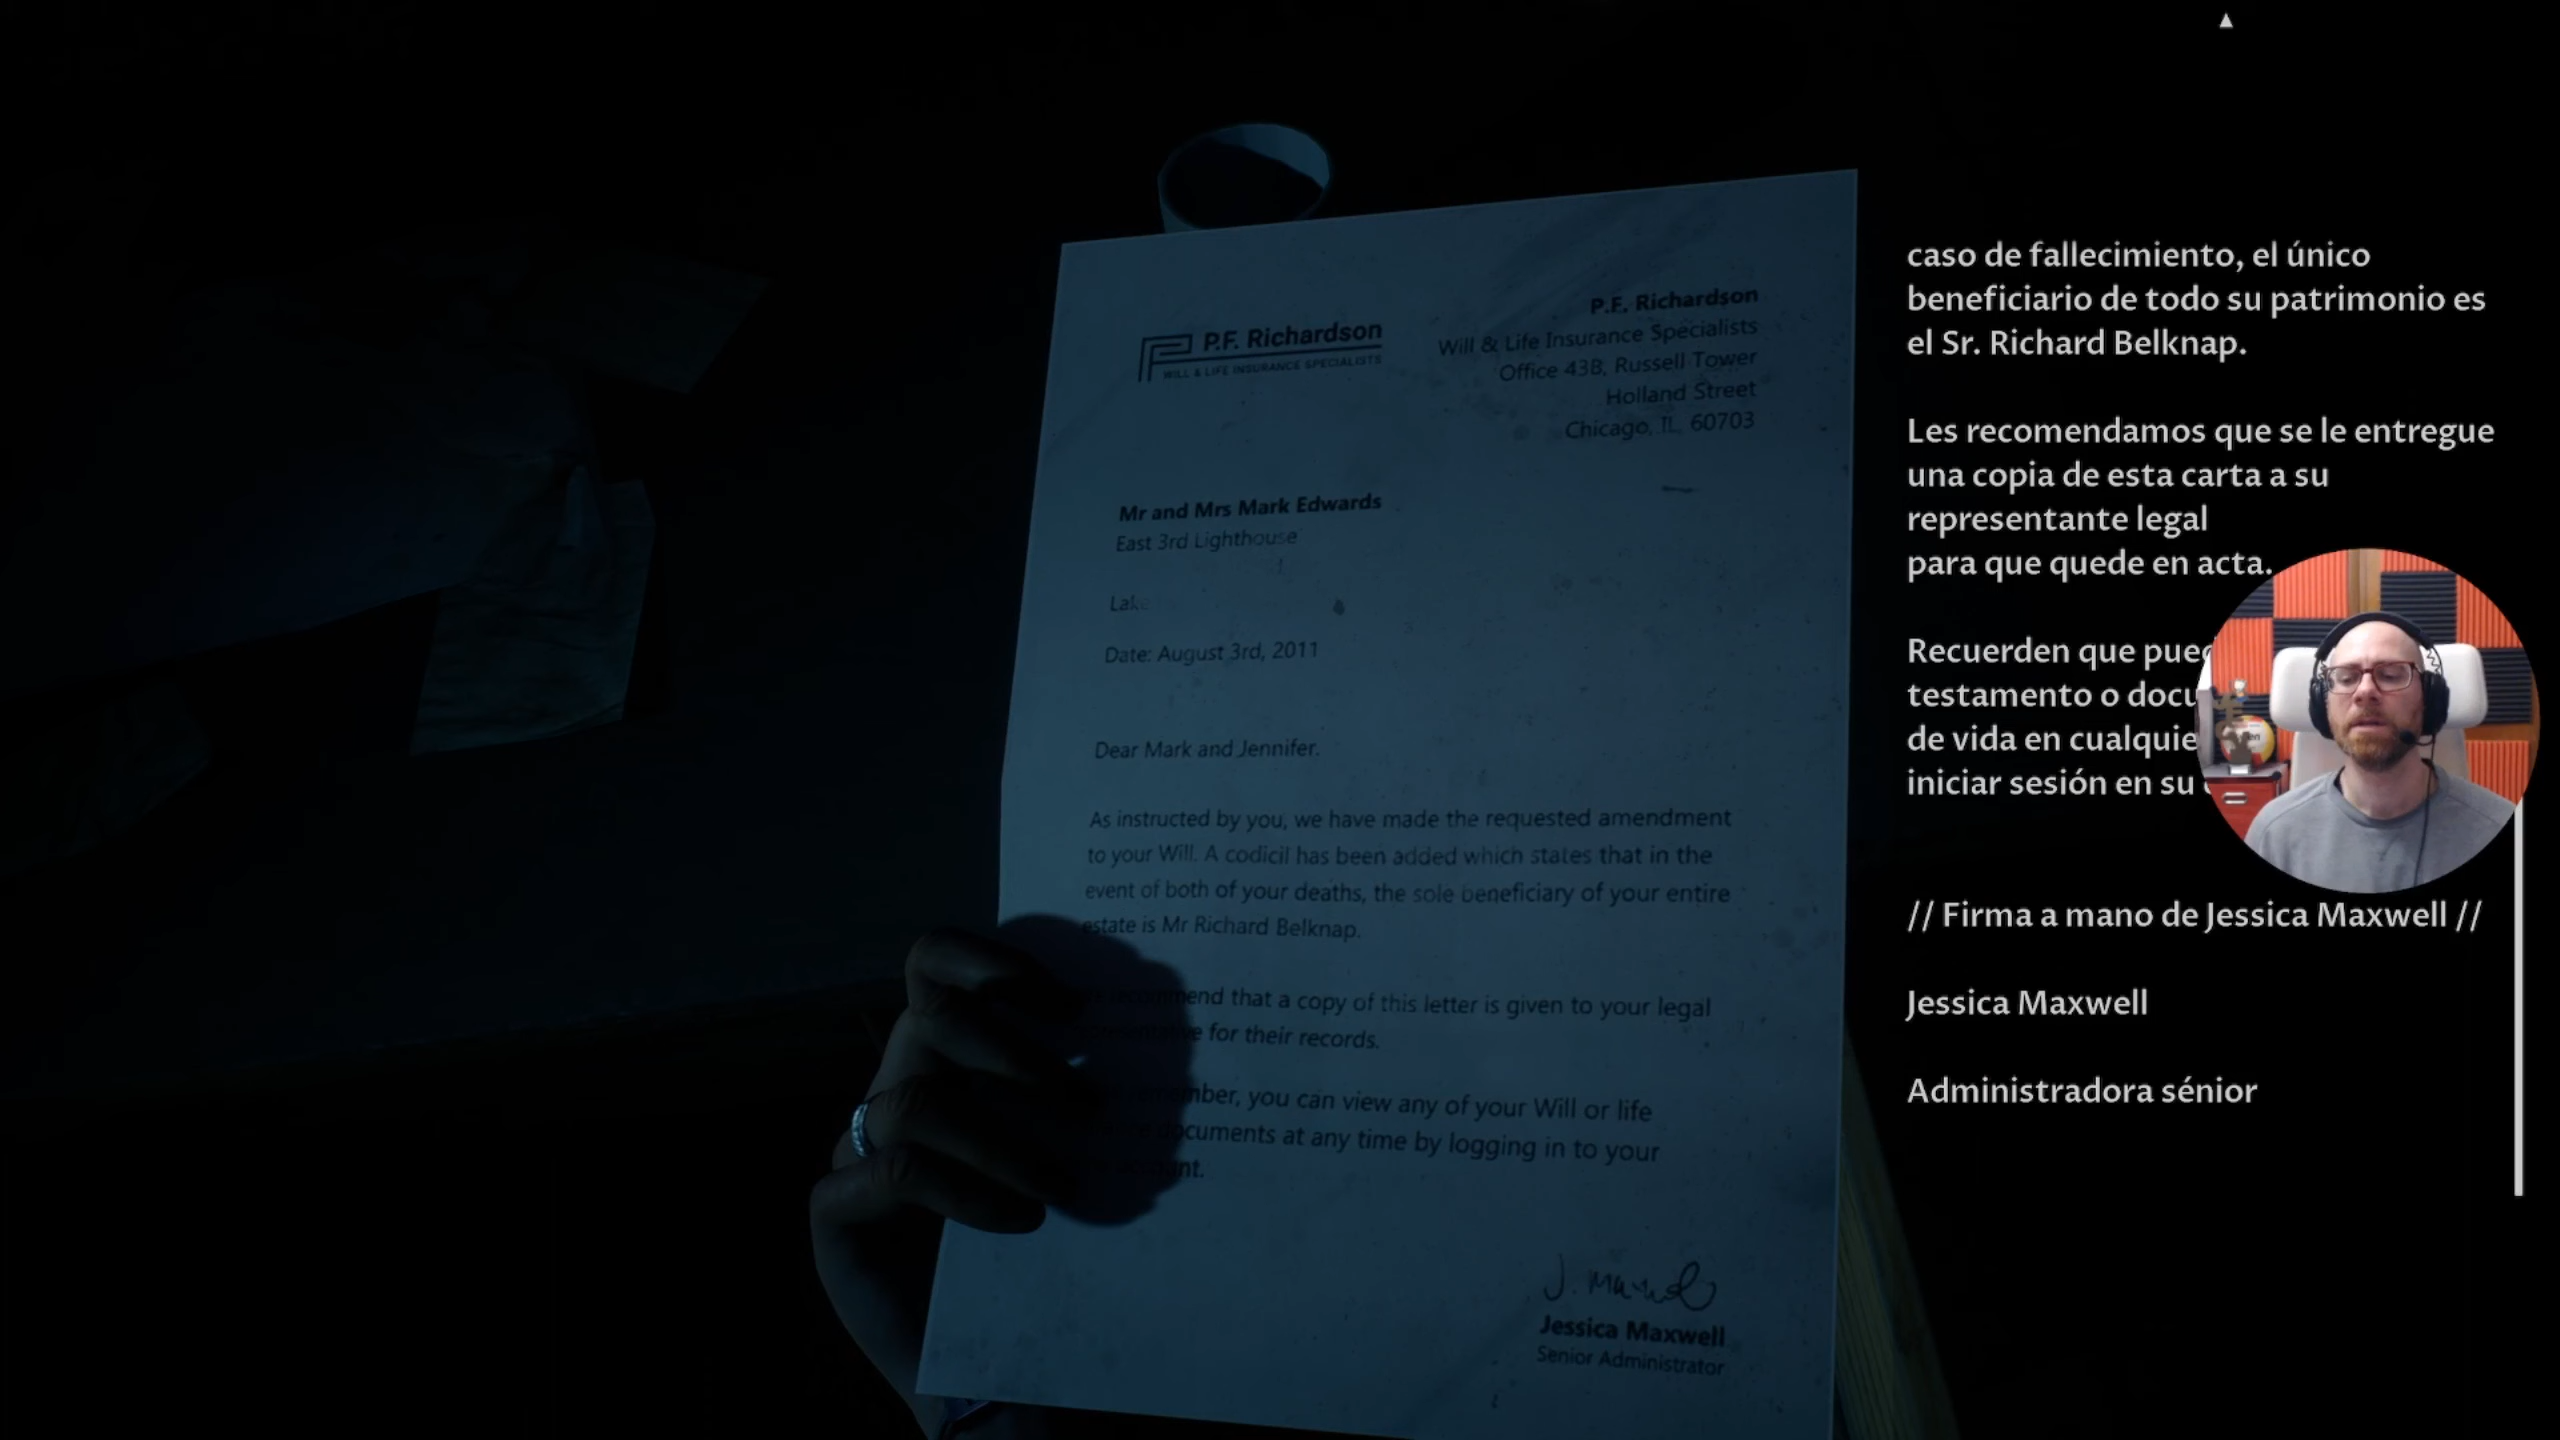 P.F. Richardson
WILL & LIFE INSURANCE SPECIALISTS
P.F. Richardson
Will & Life Insurance Specialists
Office 43B, Russell Tower
Holland Street
Chicago, IL, 60703
Mr and Mrs Mark Edwards
East 3rd Lighthouse
Lake
Date: August 3rd, 2011
Dear Mark and Jennifer.
As instructed by you, we have made the requested amendment
to your Will. A codicil has been added which states that in the
event of both of your deaths, the sole beneficiary of your entire
estate is Mr Richard Belknap.
end that a copy of this letter is given to your legal
for their records.
you can view any of your Will or life
documents at any time by logging in to your
J. Maxwell
Jessica Maxwell
Senior Administrator
caso de fallecimiento, el único
beneficiario de todo su patrimonio es
el Sr. Richard Belknap.
Les recomendamos que se le entregue
una copia de esta carta a su
representante legal
para que quede en acta.
Recuerden que pued
testamento o docu
de vida en cualquie
iniciar sesión en su
// Firma a mano de Jessica Maxwell //
Jessica Maxwell
Administradora sénior